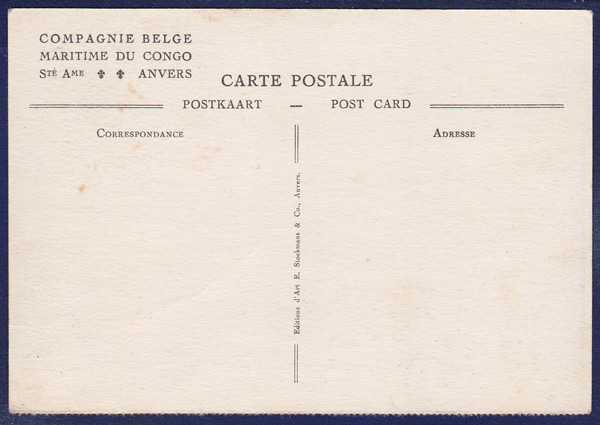 COMPAGNIE BELGE
MARITIME DU CONGO
STÉ AME ANVERS
CARTE POSTALE
POSTKAART — POST CARD
CORRESPONDANCE
ADRESSE
Editions d'Art E. Stockmans & Co., Anvers.